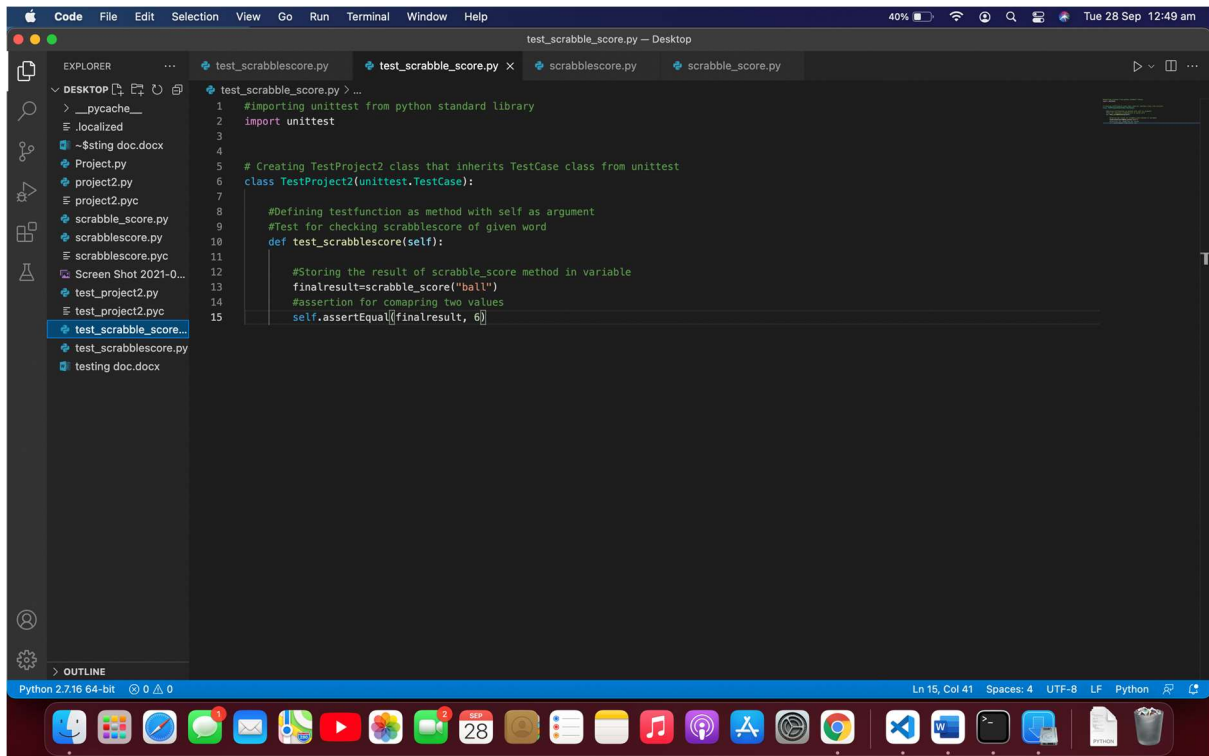 Code File Edit Selection View Go Run Terminal Window Help 40% Tue 28 Sep 12:49 am
test_scrabble_score.py — Desktop
EXPLORER ... test_scrabblescore.py test_scrabble_score.py × scrabblescore.py scrabble_score.py ...
DESKTOP
test_scrabble_score.py > ...
> __pycache__
.localized
~$sting doc.docx
Project.py
project2.py
project2.pyc
scrabble_score.py
scrabblescore.py
scrabblescore.pyc
Screen Shot 2021-0...
test_project2.py
test_project2.pyc
test_scrabble_score...
test_scrabblescore.py
testing doc.docx
1 #importing unittest from python standard library
2 import unittest
3
4
5 # Creating TestProject2 class that inherits TestCase class from unittest
6 class TestProject2(unittest.TestCase):
7
8 #Defining testfunction as method with self as argument
9 #Test for checking scrabblescore of given word
10 def test_scrabblescore(self):
11
12 #Storing the result of scrabble_score method in variable
13 finalresult=scrabble_score("ball")
14 #assertion for comapring two values
15 self.assertEqual(finalresult, 6)
> OUTLINE
Python 2.7.16 64-bit 0 0 Ln 15, Col 41 Spaces: 4 UTF-8 LF Python
1
2
SEP
28
PYTHON